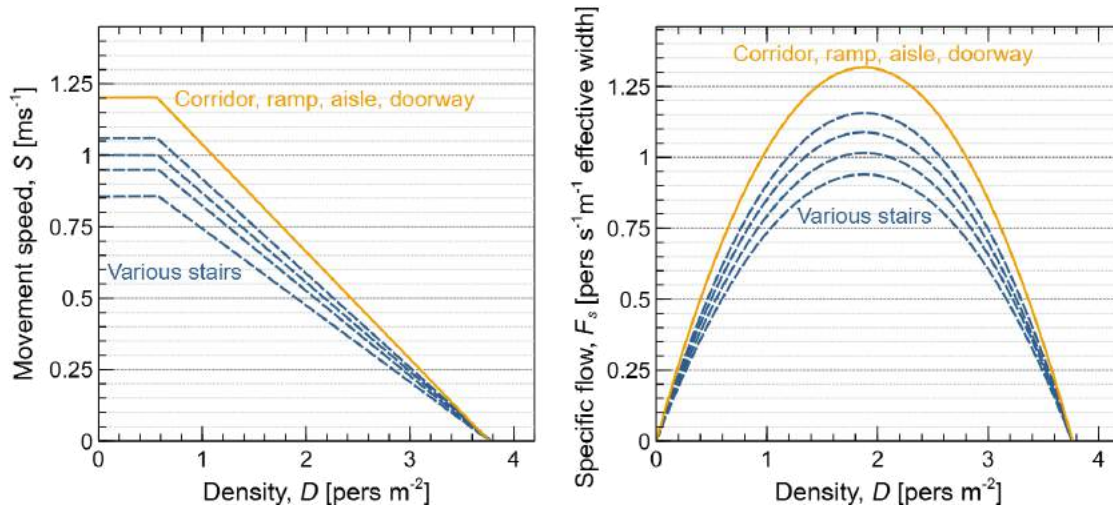 Movement speed, S [ms⁻¹]
1.25
1
0.75
0.5
0.25
0
Corridor, ramp, aisle, doorway
Various stairs
0 1 2 3 4
Density, D [pers m⁻²]
Specific flow, Fₛ [pers s⁻¹m⁻¹ effective width]
1.25
1
0.75
0.5
0.25
0
Corridor, ramp, aisle, doorway
Various stairs
0 1 2 3 4
Density, D [pers m⁻²]